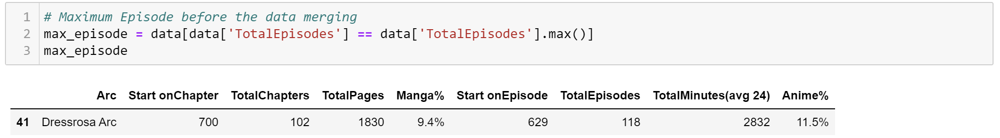 1 # Maximum Episode before the data merging
2 max_episode = data[data['TotalEpisodes'] == data['TotalEpisodes'].max()]
3 max_episode
Arc Start onChapter TotalChapters TotalPages Manga% Start onEpisode TotalEpisodes TotalMinutes(avg 24) Anime%
41 Dressrosa Arc 700 102 1830 9.4% 629 118 2832 11.5%